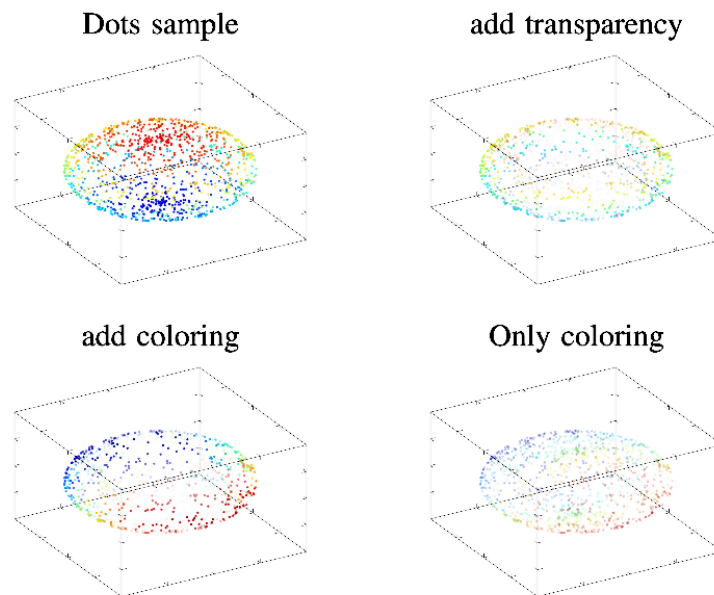 Dots sample
add transparency
add coloring
Only coloring